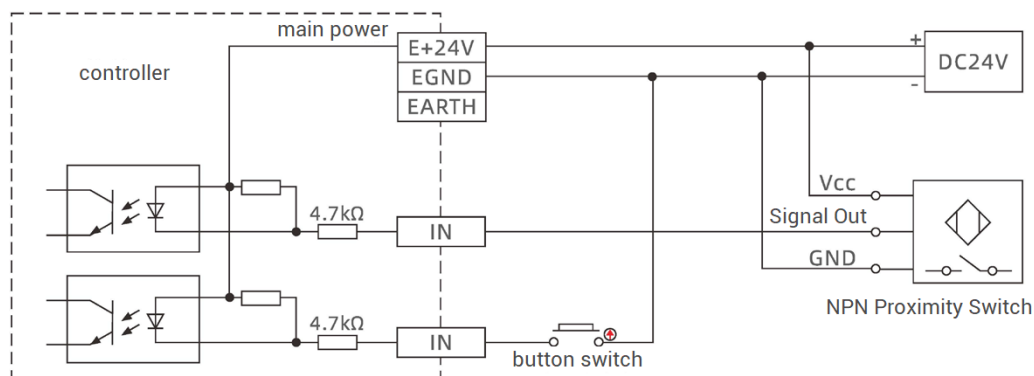 main power
E+24V
EGND
EARTH
+
-
DC24V
controller
Vcc
Signal Out
GND
4.7kΩ
IN
NPN Proximity Switch
4.7kΩ
IN
button switch